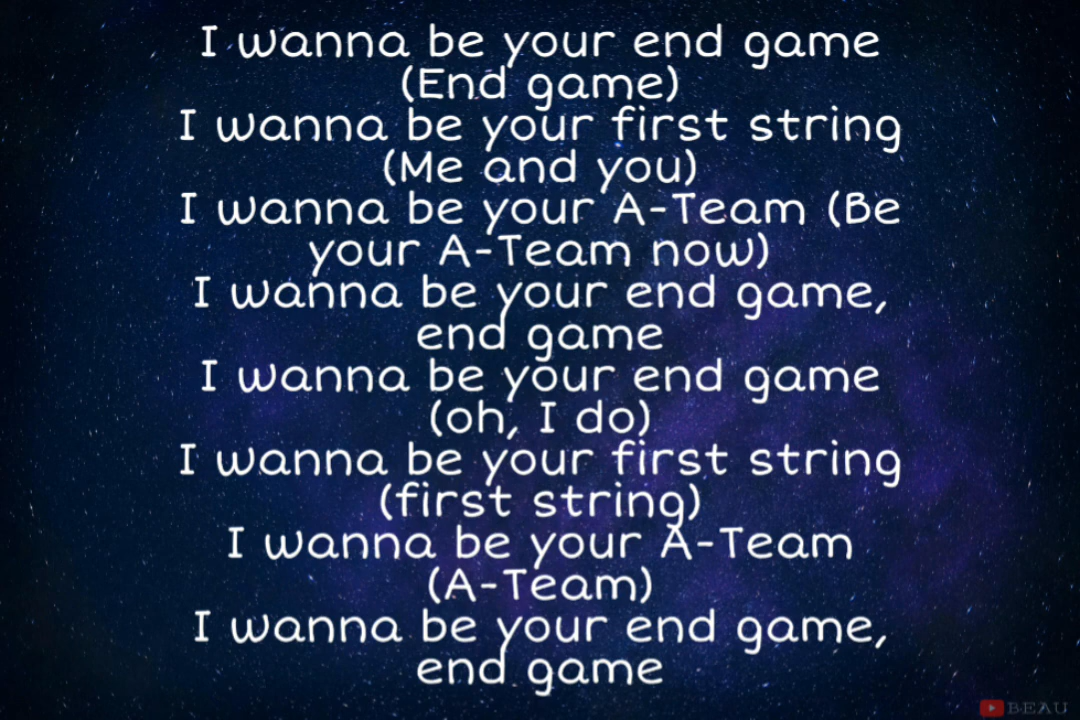 I wanna be your end game
(End game)
I wanna be your first string
(Me and you)
I wanna be your A-Team (Be
your A-Team now)
I wanna be your end game,
end game
I wanna be your end game
(oh, I do)
I wanna be your first string
(first string)
I wanna be your A-Team
(A-Team)
I wanna be your end game,
end game
BEAU